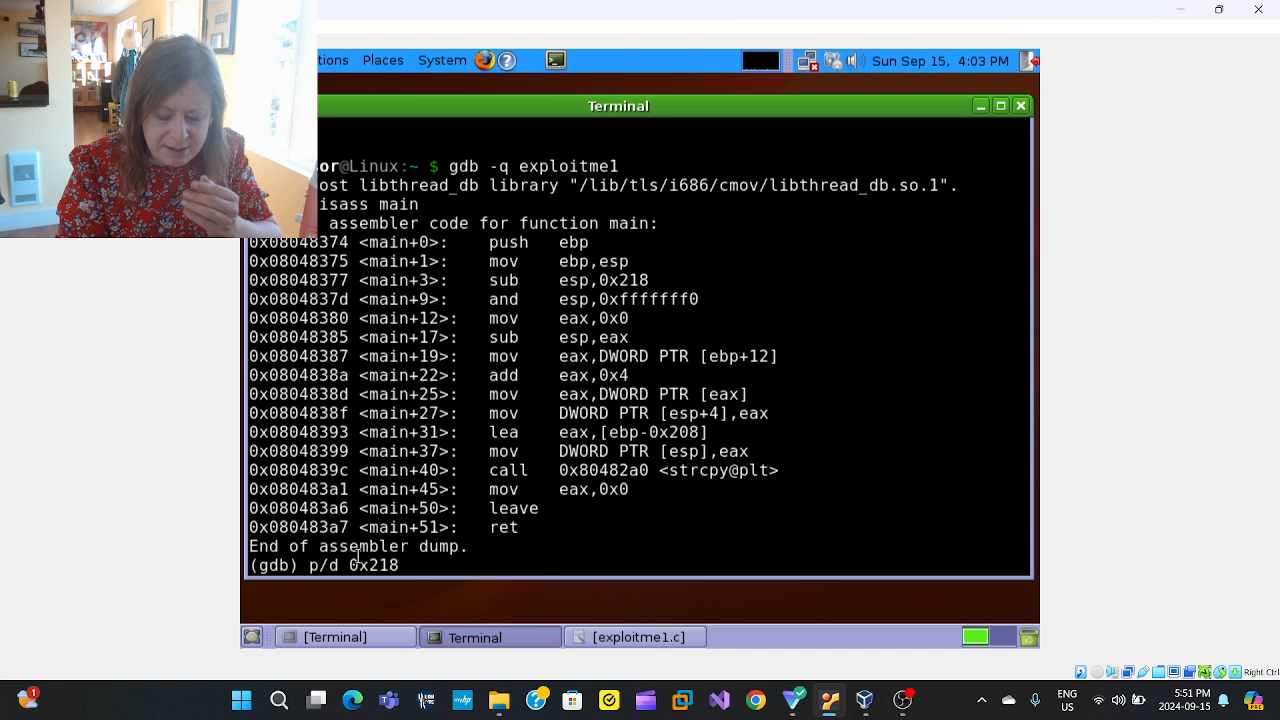 tions Places System Sun Sep 15, 4:03 PM
Terminal
or@Linux:~ $ gdb -q exploitme1
ost libthread_db library "/lib/tls/i686/cmov/libthread_db.so.1".
isass main
assembler code for function main:
0x08048374 <main+0>: push ebp
0x08048375 <main+1>: mov ebp,esp
0x08048377 <main+3>: sub esp,0x218
0x0804837d <main+9>: and esp,0xfffffff0
0x08048380 <main+12>: mov eax,0x0
0x08048385 <main+17>: sub esp,eax
0x08048387 <main+19>: mov eax,DWORD PTR [ebp+12]
0x0804838a <main+22>: add eax,0x4
0x0804838d <main+25>: mov eax,DWORD PTR [eax]
0x0804838f <main+27>: mov DWORD PTR [esp+4],eax
0x08048393 <main+31>: lea eax,[ebp-0x208]
0x08048399 <main+37>: mov DWORD PTR [esp],eax
0x0804839c <main+40>: call 0x80482a0 <strcpy@plt>
0x080483a1 <main+45>: mov eax,0x0
0x080483a6 <main+50>: leave
0x080483a7 <main+51>: ret
End of assembler dump.
(gdb) p/d 0x218
[Terminal] Terminal [exploitme1.c]
Right Ctrl
ENG 5:51 PM
US 2024-09-15